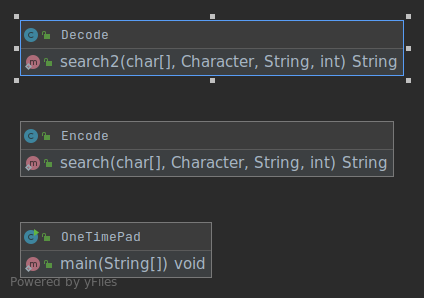 Decode
search2(char[], Character, String, int) String
Encode
search(char[], Character, String, int) String
OneTimePad
main(String[]) void
Powered by yFiles